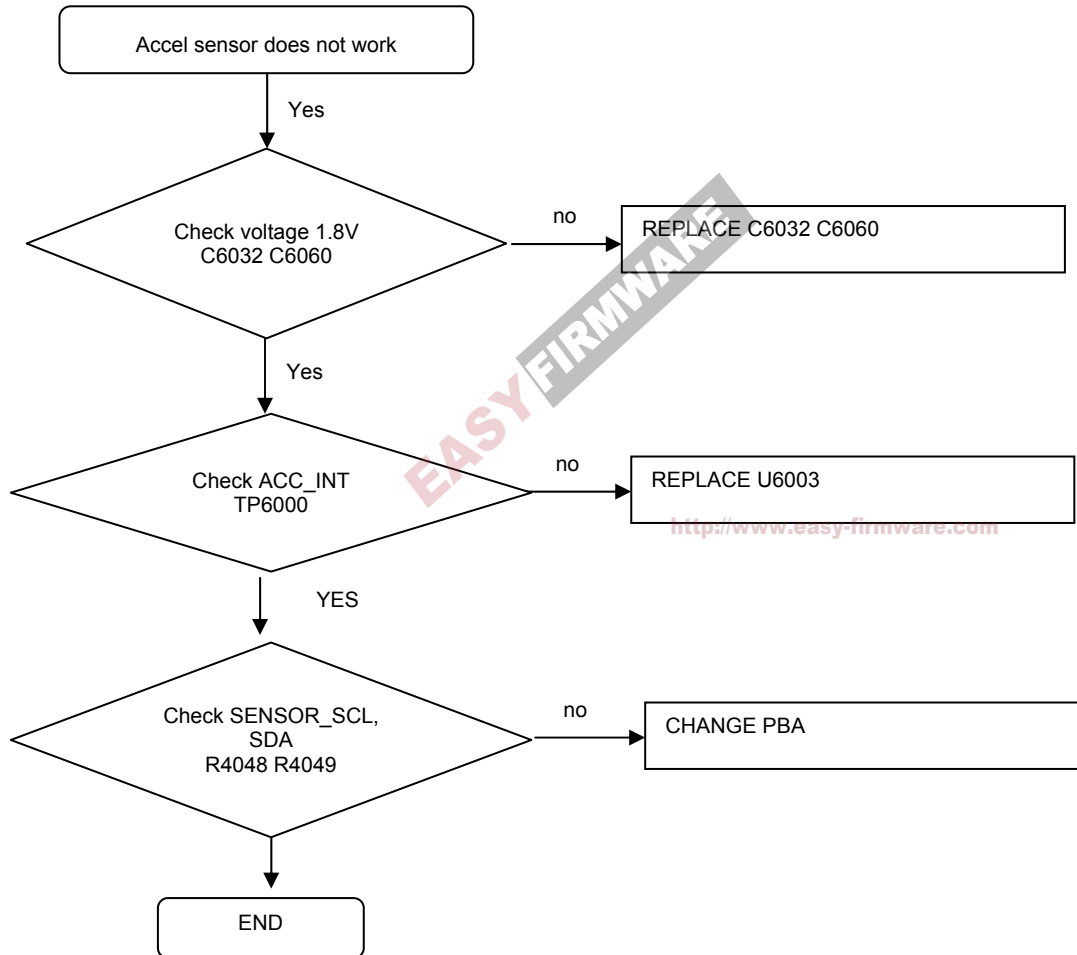 Accel sensor does not work
Yes
Check voltage 1.8V
C6032 C6060
no
REPLACE C6032 C6060
Yes
Check ACC_INT
TP6000
no
REPLACE U6003
EASY FIRMWARE
http://www.easy-firmware.com
YES
Check SENSOR_SCL,
SDA
R4048 R4049
no
CHANGE PBA
END